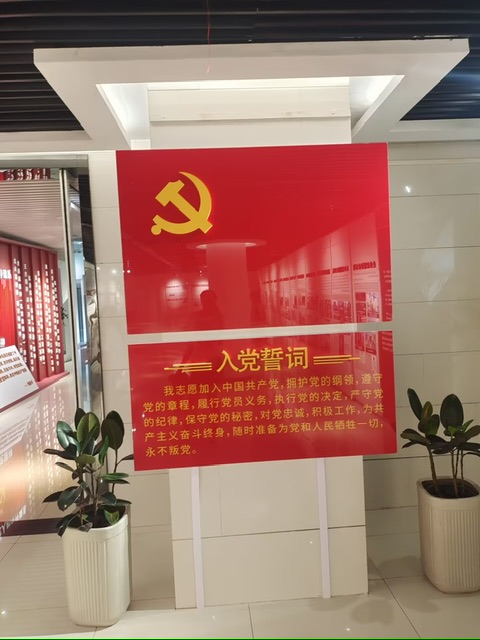 入党誓词
我志愿加入中国共产党，拥护党的纲领，遵守
党的章程，履行党员义务，执行党的决定，严守党
的纪律，保守党的秘密，对党忠诚，积极工作，为共
产主义奋斗终身，随时准备为党和人民牺牲一切，
永不叛党。